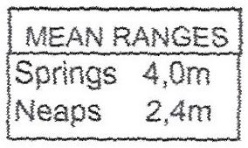 MEAN RANGES
Springs 4,0m
Neaps 2,4m